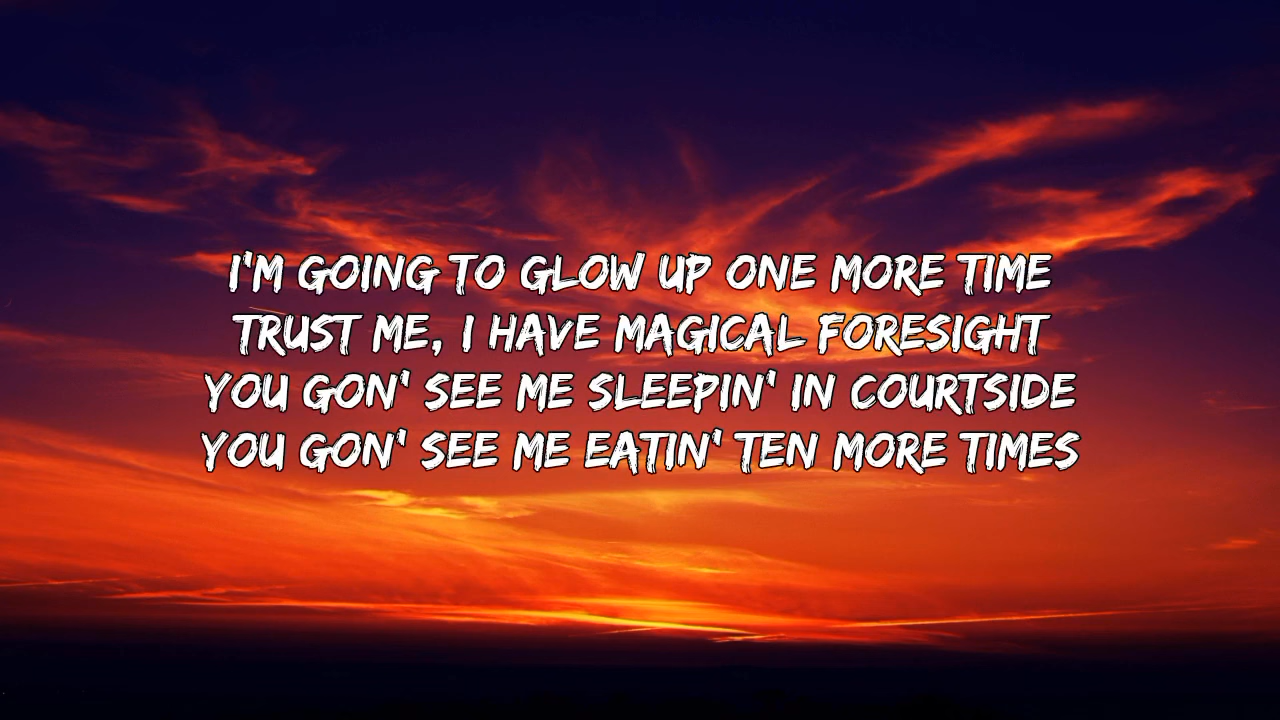 I'M GOING TO GLOW UP ONE MORE TIME
TRUST ME, I HAVE MAGICAL FORESIGHT
YOU GON' SEE ME SLEEPIN' IN COURTSIDE
YOU GON' SEE ME EATIN' TEN MORE TIMES